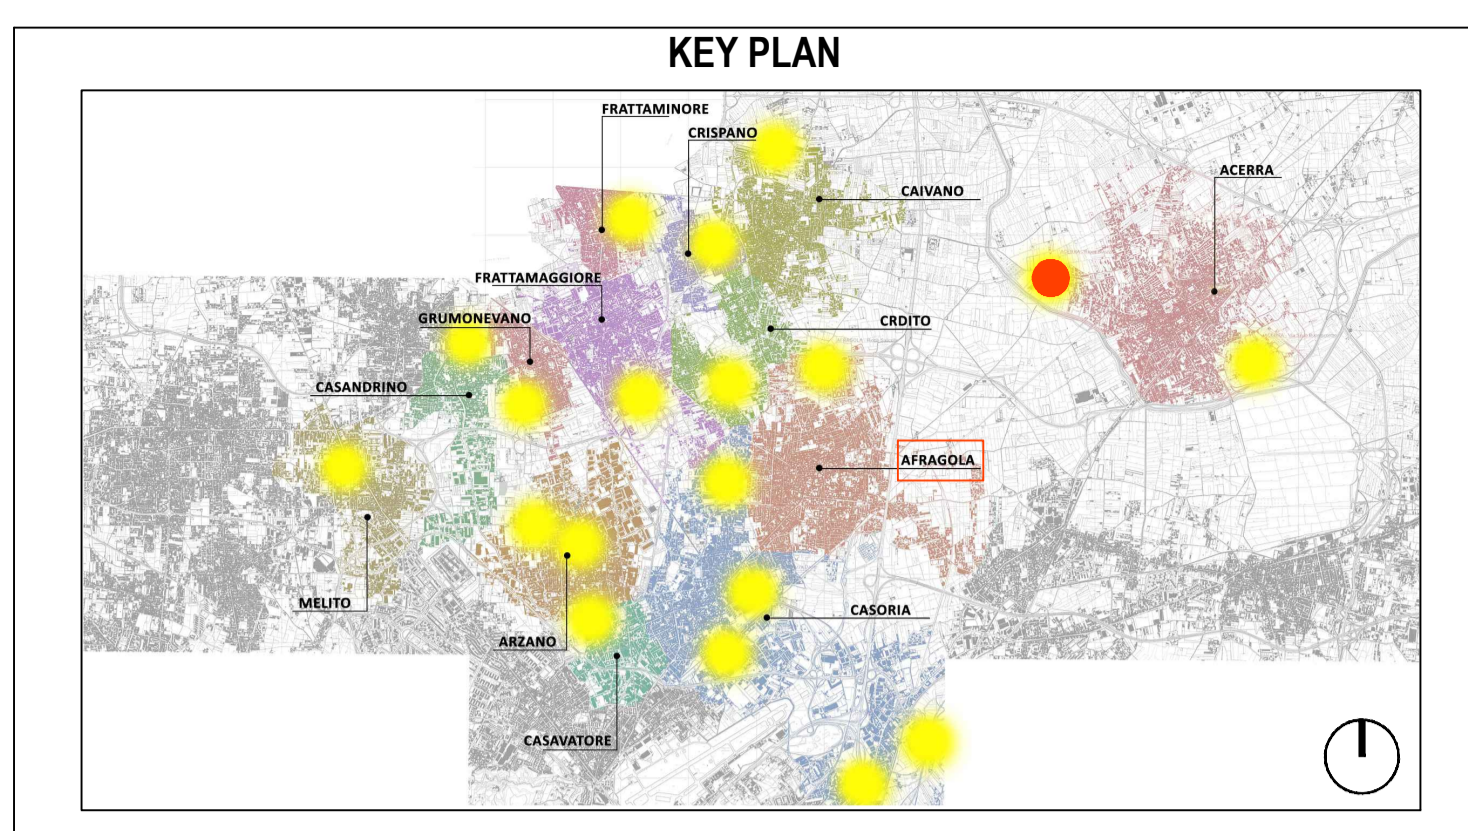 KEY PLAN
FRATTAMINORE
CRISPANO
ACERRA
CAIVANO
FRATTAMAGGIORE
GRUMONEVANO
CRDITO
CASANDRINO
AFRAGOLA
MELITO
CASORIA
ARZANO
CASAVATORE